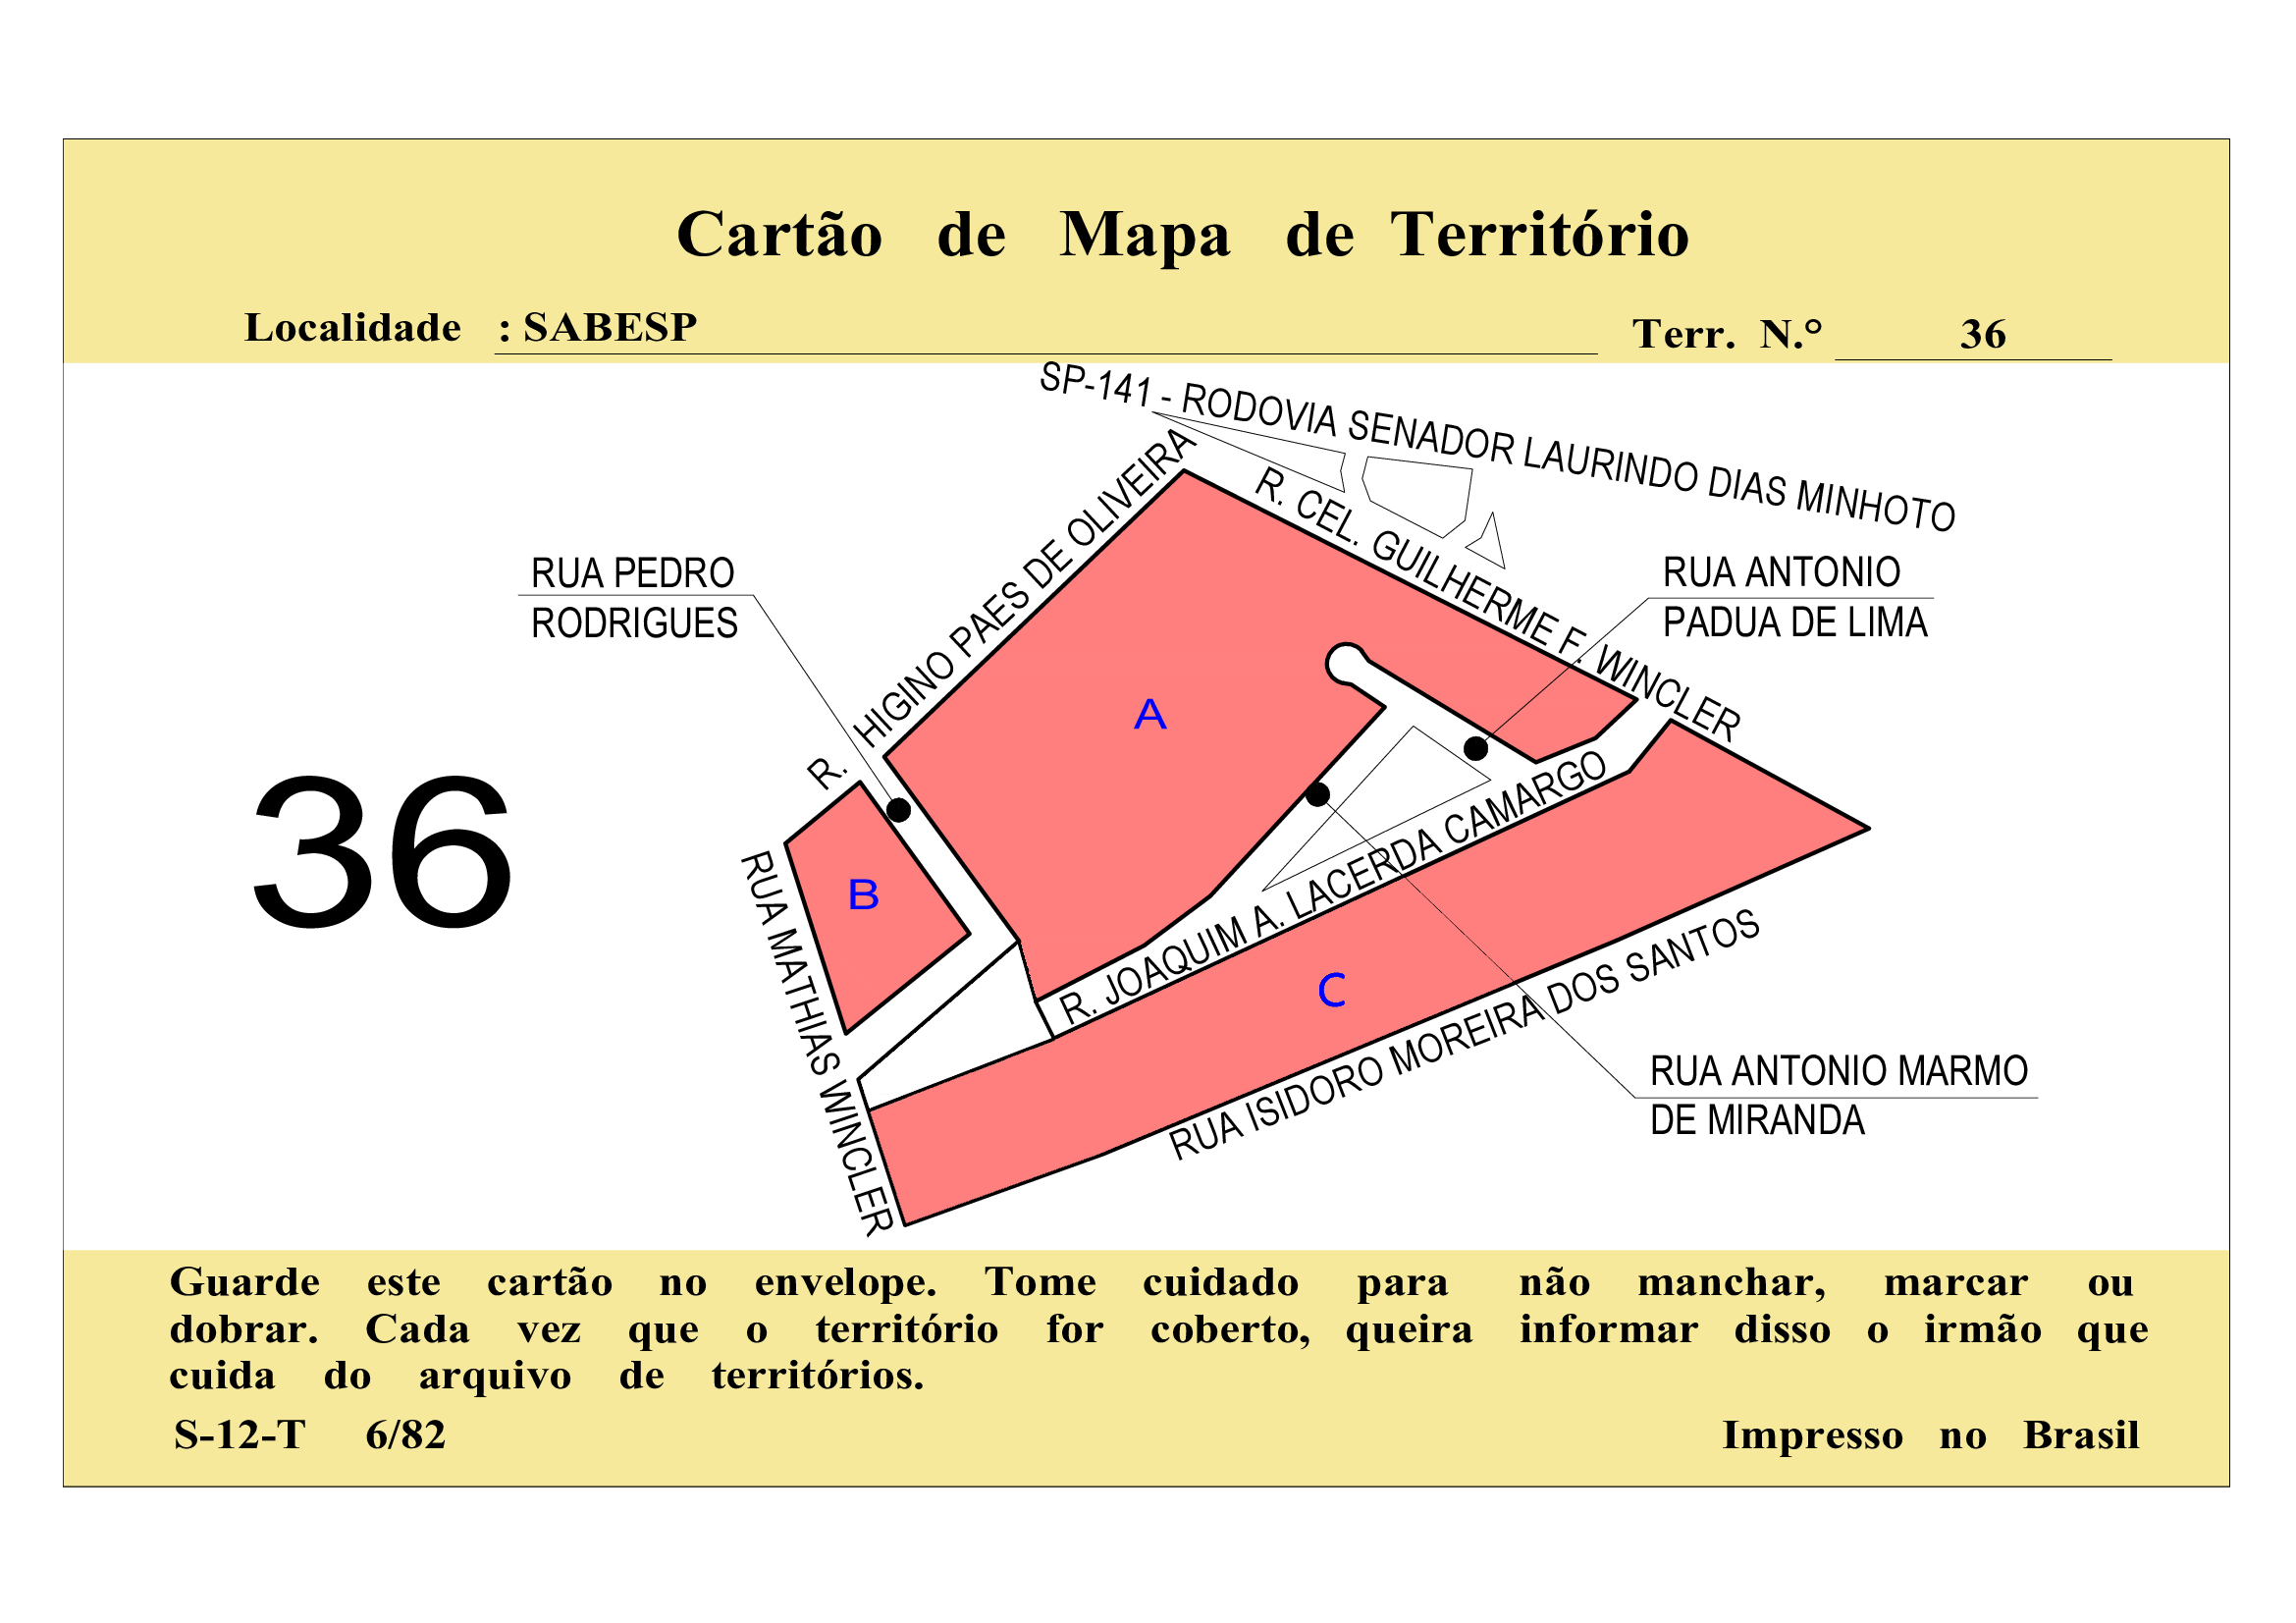 Cartão de Mapa de Território
Localidade : SABESP
Terr. N.° 36
SP-141 - RODOVIA SENADOR LAURINDO DIAS MINHOTO
R. HIGINO PAES DE OLIVEIRA
R. CEL. GUILHERME F. WINCLER
RUA PEDRO
RODRIGUES
RUA ANTONIO
PADUA DE LIMA
A
36
B
RUA MATHIAS WINCLER
R. JOAQUIM A. LACERDA CAMARGO
C
RUA ISIDORO MOREIRA DOS SANTOS
RUA ANTONIO MARMO
DE MIRANDA
Guarde este cartão no envelope. Tome cuidado para não manchar, marcar ou
dobrar. Cada vez que o território for coberto, queira informar disso o irmão que
cuida do arquivo de territórios.
S-12-T 6/82
Impresso no Brasil